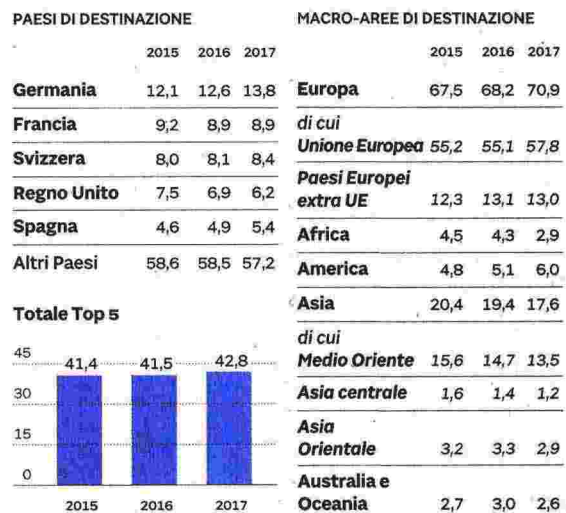 PAESI DI DESTINAZIONE
2015 2016 2017
Germania 12,1 12,6 13,8
Francia 9,2 8,9 8,9
Svizzera 8,0 8,1 8,4
Regno Unito 7,5 6,9 6,2
Spagna 4,6 4,9 5,4
Altri Paesi 58,6 58,5 57,2
Totale Top 5
45
41,4 41,5 42,8
30
15
0
2015 2016 2017
MACRO-AREE DI DESTINAZIONE
2015 2016 2017
Europa 67,5 68,2 70,9
di cui
Unione Europea 55,2 55,1 57,8
Paesi Europei
extra UE 12,3 13,1 13,0
Africa 4,5 4,3 2,9
America 4,8 5,1 6,0
Asia 20,4 19,4 17,6
di cui
Medio Oriente 15,6 14,7 13,5
Asia centrale 1,6 1,4 1,2
Asia
Orientale 3,2 3,3 2,9
Australia e
Oceania 2,7 3,0 2,6